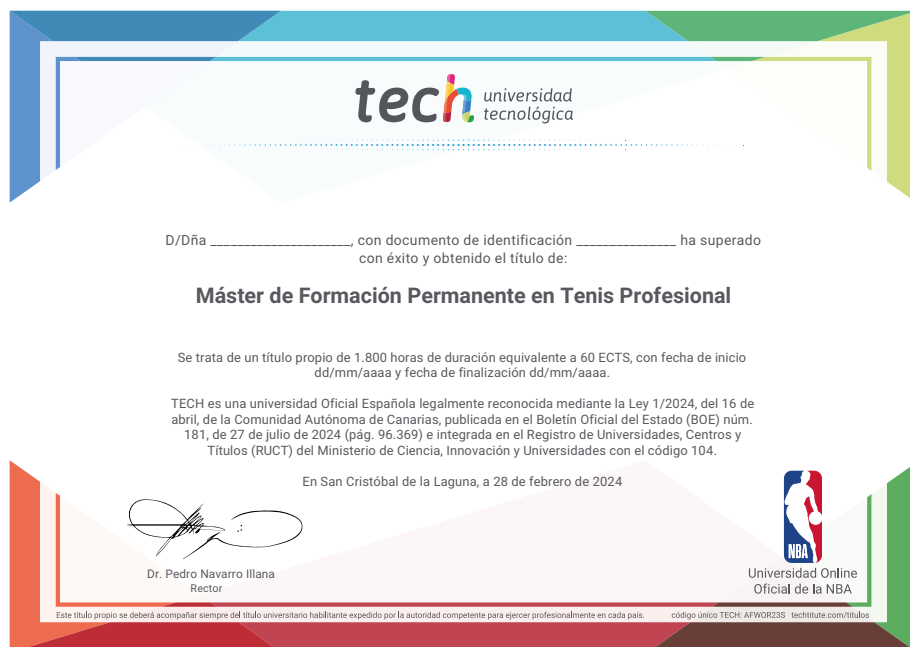 tech universidad
tecnológica
D/Dña ______________________, con documento de identificación ________________ ha superado
con éxito y obtenido el título de:
Máster de Formación Permanente en Tenis Profesional
Se trata de un título propio de 1.800 horas de duración equivalente a 60 ECTS, con fecha de inicio
dd/mm/aaaa y fecha de finalización dd/mm/aaaa.
TECH es una universidad Oficial Española legalmente reconocida mediante la Ley 1/2024, del 16 de
abril, de la Comunidad Autónoma de Canarias, publicada en el Boletín Oficial del Estado (BOE) núm.
181, de 27 de julio de 2024 (pág. 96.369) e integrada en el Registro de Universidades, Centros y
Títulos (RUCT) del Ministerio de Ciencia, Innovación y Universidades con el código 104.
En San Cristóbal de la Laguna, a 28 de febrero de 2024
NBA
Dr. Pedro Navarro Illana
Rector
Universidad Online
Oficial de la NBA
Este título propio se deberá acompañar siempre del título universitario habilitante expedido por la autoridad competente para ejercer profesionalmente en cada país.
código único TECH: AFWOR23S techtitute.com/titulos